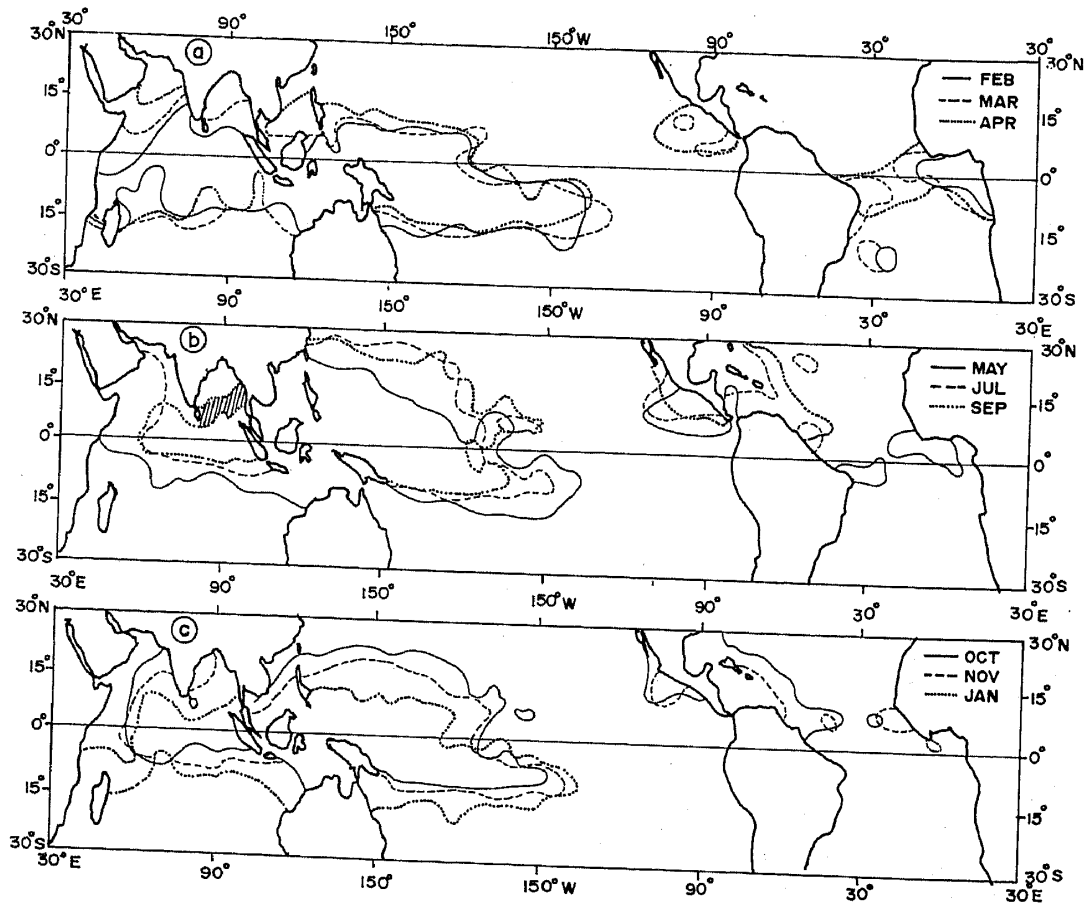 30° 90° 150° 150°W 90° 30°
30°N ⓐ 30°N
— FEB
--- MAR
······ APR
15° 15°
0° 0°
15° 15°
30°S 30°S
30°E 90° 150° 150°W 90° 30° 30°E
30°N ⓑ 30°N
— MAY
--- JUL
······ SEP
15° 15°
0° 0°
15° 15°
30°S 30°S
30°E 90° 150° 150°W 90° 30° 30°E
30°N ⓒ 30°N
— OCT
--- NOV
······ JAN
15° 15°
0° 0°
15° 15°
30°S 30°S
30°E 90° 150° 150°W 90° 30° 30°E